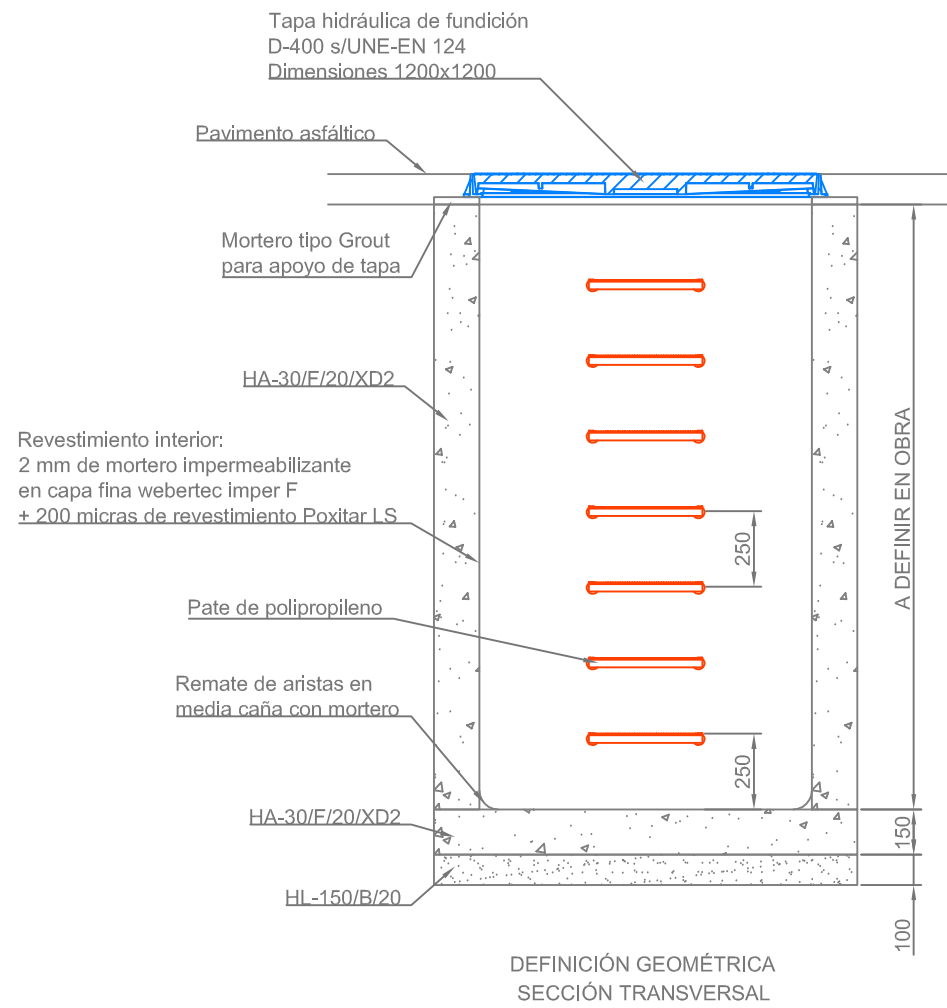 Tapa hidráulica de fundición
D-400 s/UNE-EN 124
Dimensiones 1200x1200
Pavimento asfáltico
Mortero tipo Grout
para apoyo de tapa
HA-30/F/20/XD2
Revestimiento interior:
2 mm de mortero impermeabilizante
en capa fina webertec imper F
+ 200 micras de revestimiento Poxitar LS
A DEFINIR EN OBRA
250
Pate de polipropileno
Remate de aristas en
media caña con mortero
250
HA-30/F/20/XD2
150
HL-150/B/20
100
DEFINICIÓN GEOMÉTRICA
SECCIÓN TRANSVERSAL